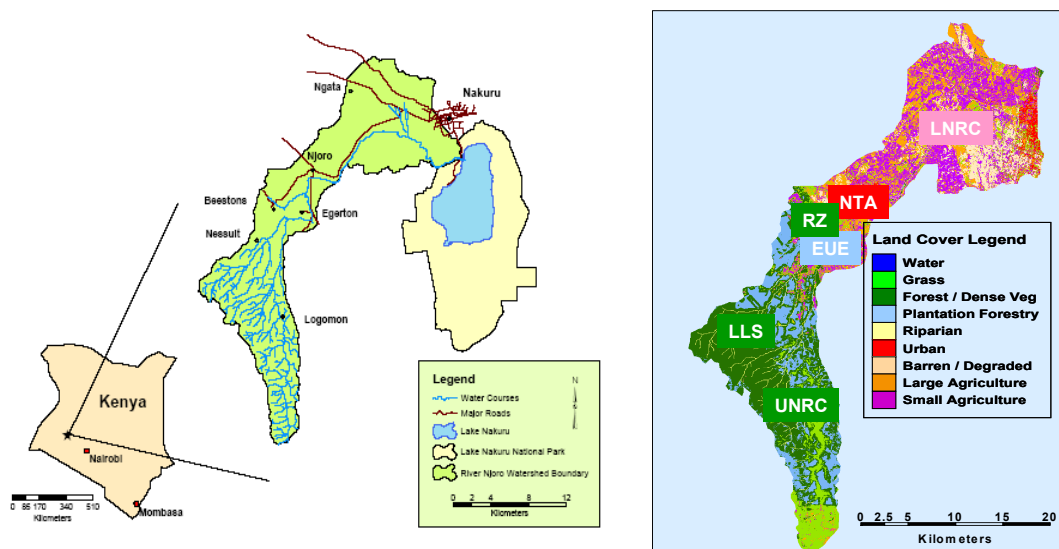 Ngata
Nakuru
Njoro
Beestons
Egerton
Nessuit
Logomon
Kenya
Nairobi
Mombasa
0 85 170 340 510
Kilometers
Legend
N
Water Courses
Major Roads
Lake Nakuru
Lake Nakuru National Park
River Njoro Watershed Boundary
0 2 4 8 12
Kilometers
LNRC
NTA
RZ
EUE
LLS
UNRC
Land Cover Legend
Water
Grass
Forest / Dense Veg
Plantation Forestry
Riparian
Urban
Barren / Degraded
Large Agriculture
Small Agriculture
0 2.5 5 10 15 20
Kilometers